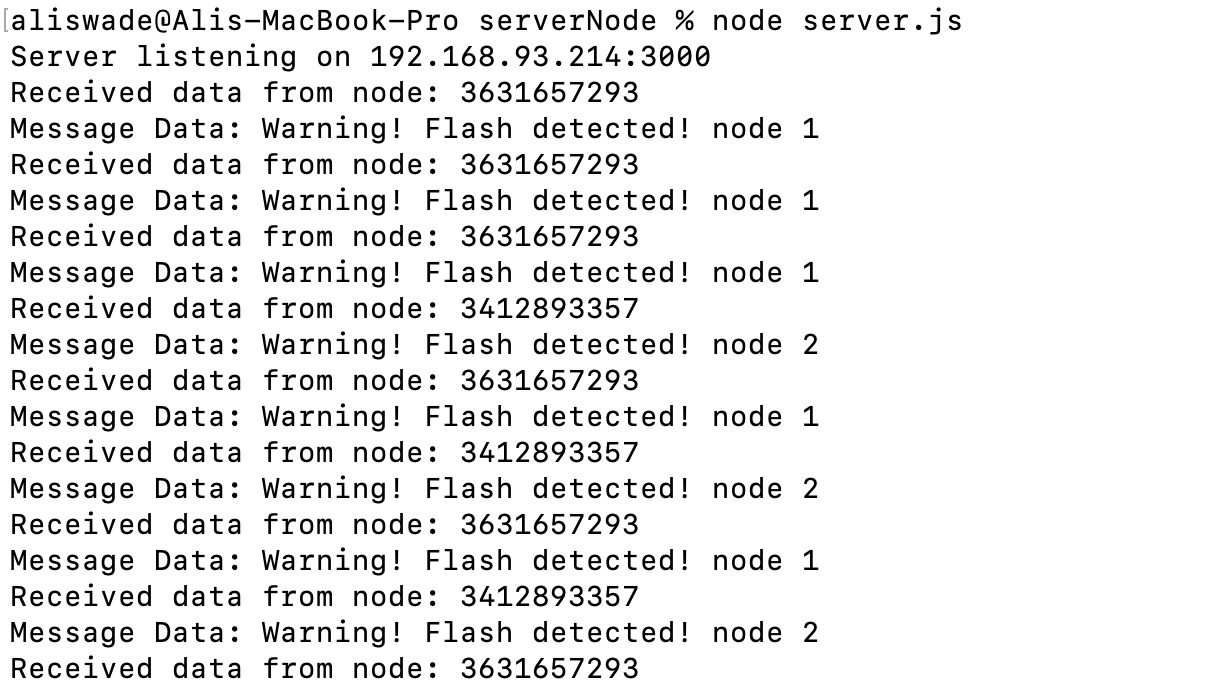 [aliswade@Alis-MacBook-Pro serverNode % node server.js
Server listening on 192.168.93.214:3000
Received data from node: 3631657293
Message Data: Warning! Flash detected! node 1
Received data from node: 3631657293
Message Data: Warning! Flash detected! node 1
Received data from node: 3631657293
Message Data: Warning! Flash detected! node 1
Received data from node: 3412893357
Message Data: Warning! Flash detected! node 2
Received data from node: 3631657293
Message Data: Warning! Flash detected! node 1
Received data from node: 3412893357
Message Data: Warning! Flash detected! node 2
Received data from node: 3631657293
Message Data: Warning! Flash detected! node 1
Received data from node: 3412893357
Message Data: Warning! Flash detected! node 2
Received data from node: 3631657293